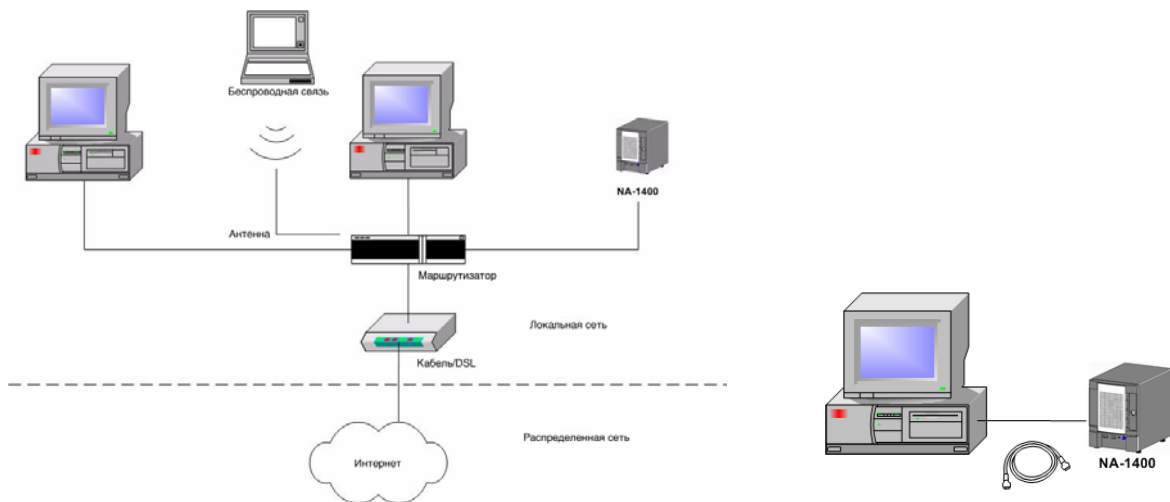 Беспроводная связь
NA-1400
Антенна
Маршрутизатор
Локальная сеть
Кабель/DSL
Распределенная сеть
Интернет
NA-1400